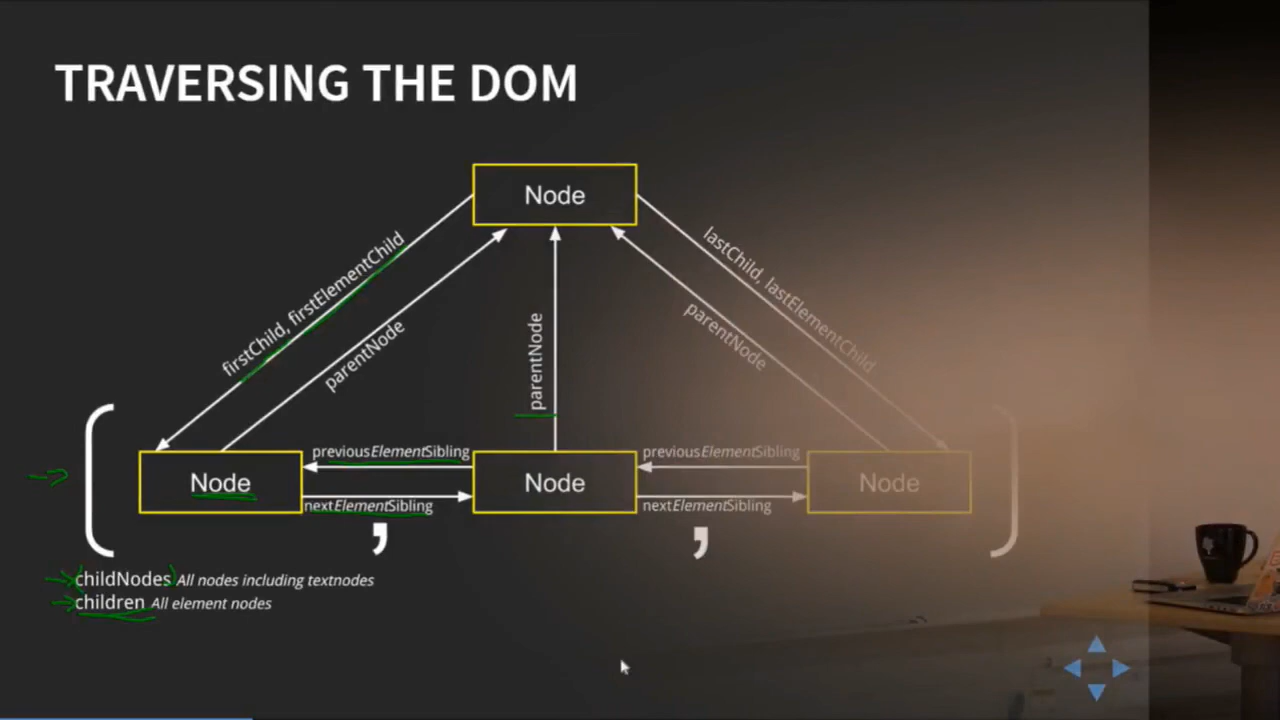 TRAVERSING THE DOM
Node
firstChild, firstElementChild
parentNode
parentNode
parentNode
lastChild, lastElementChild
previousElementSibling
previousElementSibling
Node
Node
Node
nextElementSibling
nextElementSibling
[ , , ]
childNodes All nodes including textnodes
children All element nodes